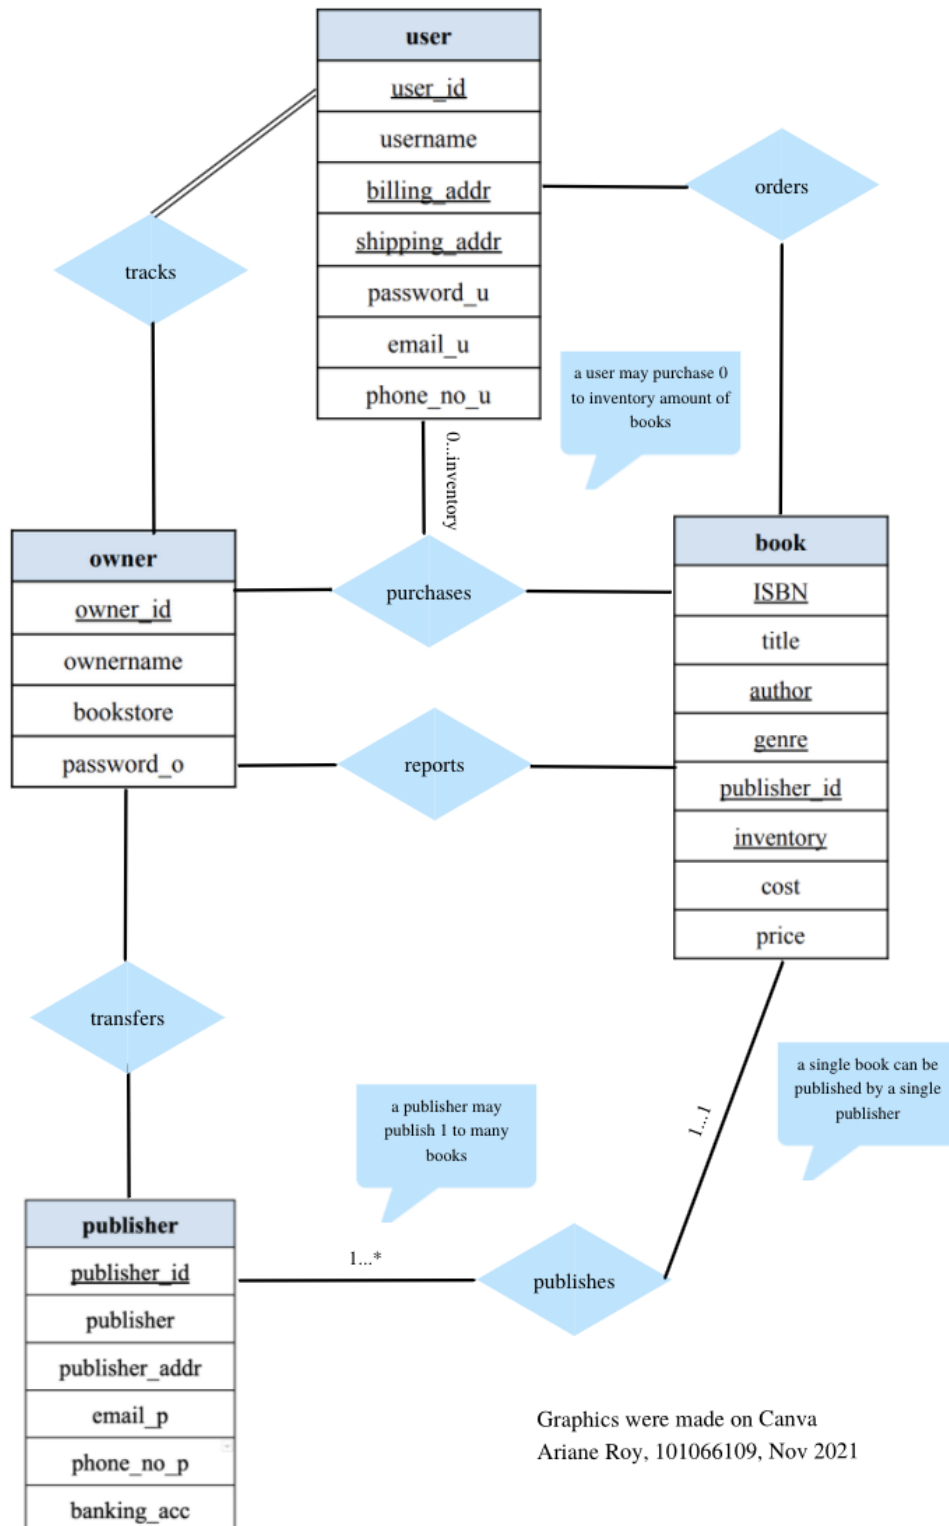 user
user_id
username
billing_addr
shipping_addr
password_u
email_u
phone_no_u
orders
tracks
a user may purchase 0
to inventory amount of
books
0...inventory
owner
owner_id
ownername
bookstore
password_o
purchases
book
ISBN
title
author
genre
publisher_id
inventory
cost
price
reports
transfers
a single book can be
published by a single
publisher
1...1
a publisher may
publish 1 to many
books
1...*
publishes
publisher
publisher_id
publisher
publisher_addr
email_p
phone_no_p
banking_acc
Graphics were made on Canva
Ariane Roy, 101066109, Nov 2021